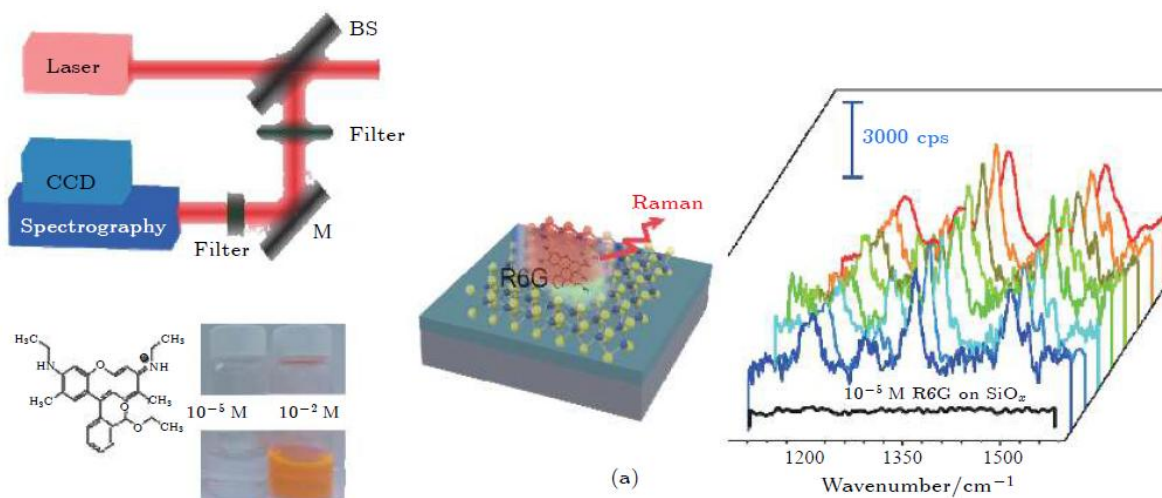 BS
Laser
Filter
CCD
Spectrography
Filter
M
H₃C
CH₃
HN
O
⊕
NH
H₃C
CH₃
O
O
CH₃
10⁻⁵ M
10⁻² M
Raman
R6G
(a)
3000 cps
10⁻⁵ M R6G on SiOₓ
1200
1350
1500
Wavenumber/cm⁻¹